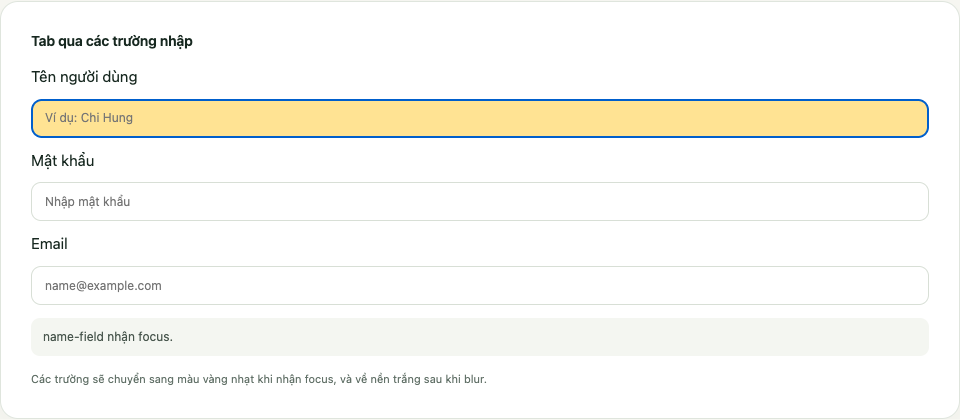 Tab qua các trường nhập
Tên người dùng
Ví dụ: Chi Hung
Mật khẩu
Nhập mật khẩu
Email
name@example.com
name-field nhận focus.
Các trường sẽ chuyển sang màu vàng nhạt khi nhận focus, và về nền trắng sau khi blur.